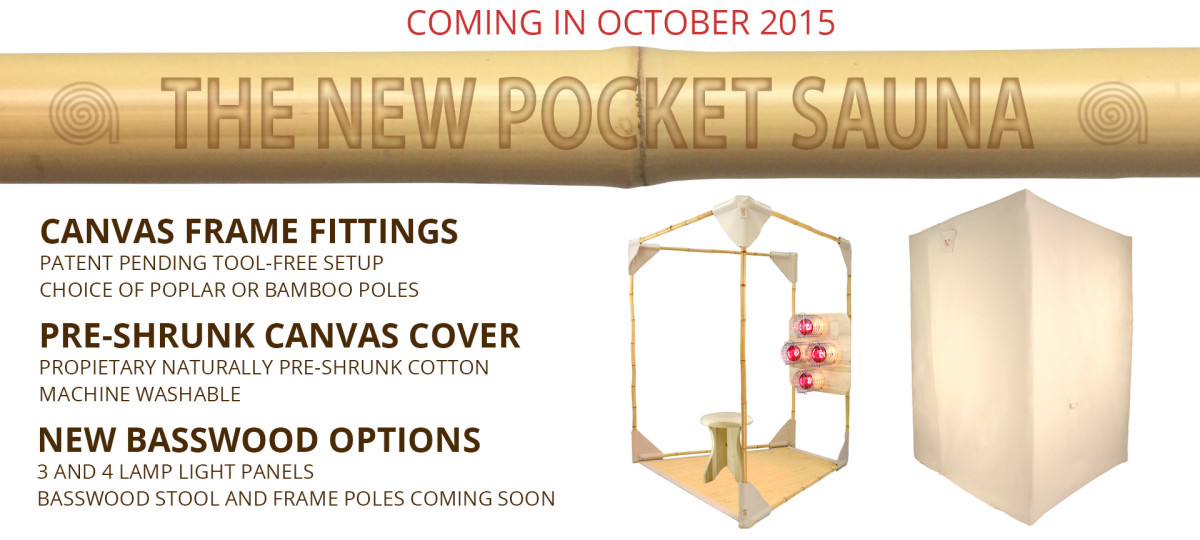 COMING IN OCTOBER 2015
THE NEW POCKET SAUNA
CANVAS FRAME FITTINGS
PATENT PENDING TOOL-FREE SETUP
CHOICE OF POPLAR OR BAMBOO POLES
PRE-SHRUNK CANVAS COVER
PROPIETARY NATURALLY PRE-SHRUNK COTTON
MACHINE WASHABLE
NEW BASSWOOD OPTIONS
3 AND 4 LAMP LIGHT PANELS
BASSWOOD STOOL AND FRAME POLES COMING SOON